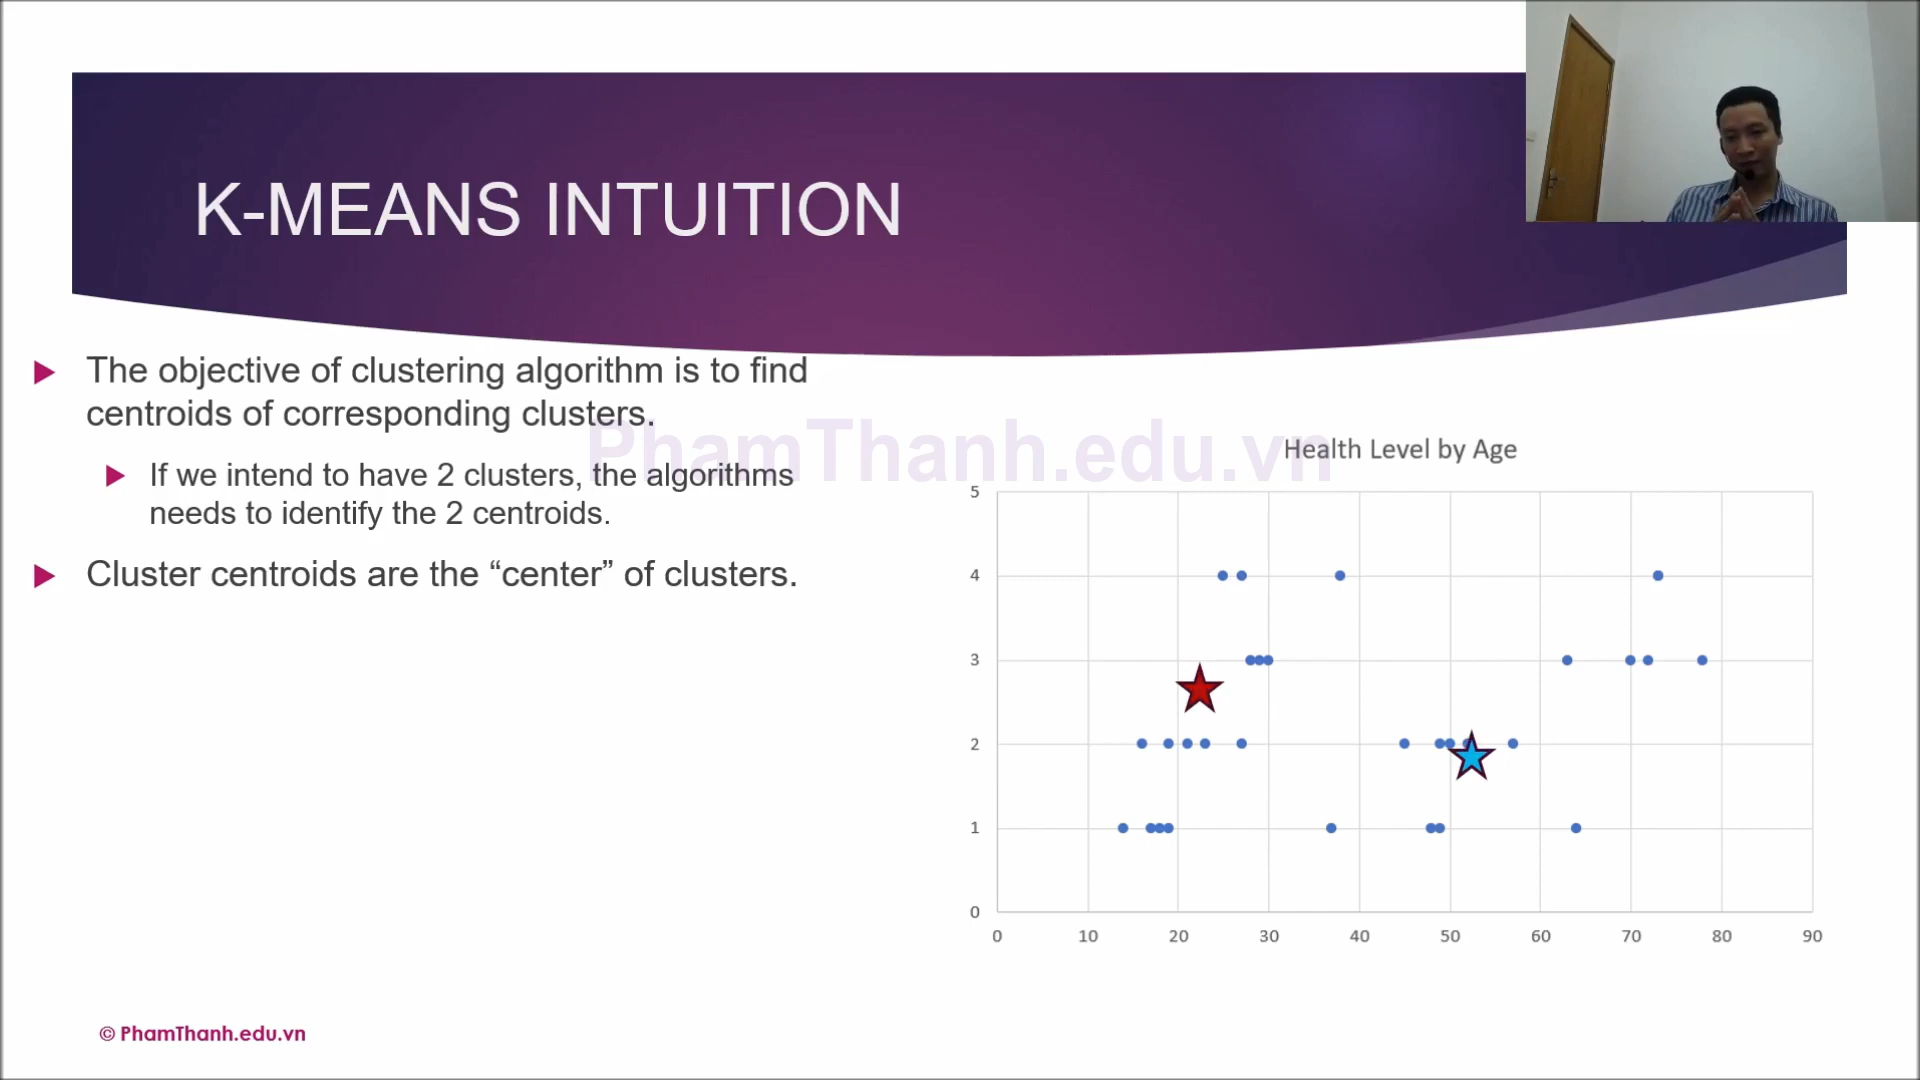 K-MEANS INTUITION
The objective of clustering algorithm is to find
centroids of corresponding clusters.
If we intend to have 2 clusters, the algorithms
needs to identify the 2 centroids.
Cluster centroids are the “center” of clusters.
PhamThanh.edu.vn
Health Level by Age
5
4
3
2
1
0
0 10 20 30 40 50 60 70 80 90
© PhamThanh.edu.vn